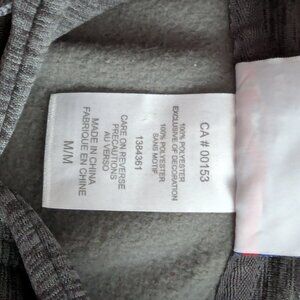 CA # 00153
100% POLYESTER
EXCLUSIVE OF DECORATION
100% POLYESTER
SANS MOTIF
1384361
CARE ON REVERSE
PRECAUTIONS
AU VERSO
MADE IN CHINA
FABRIQUE EN CHINE
M/M